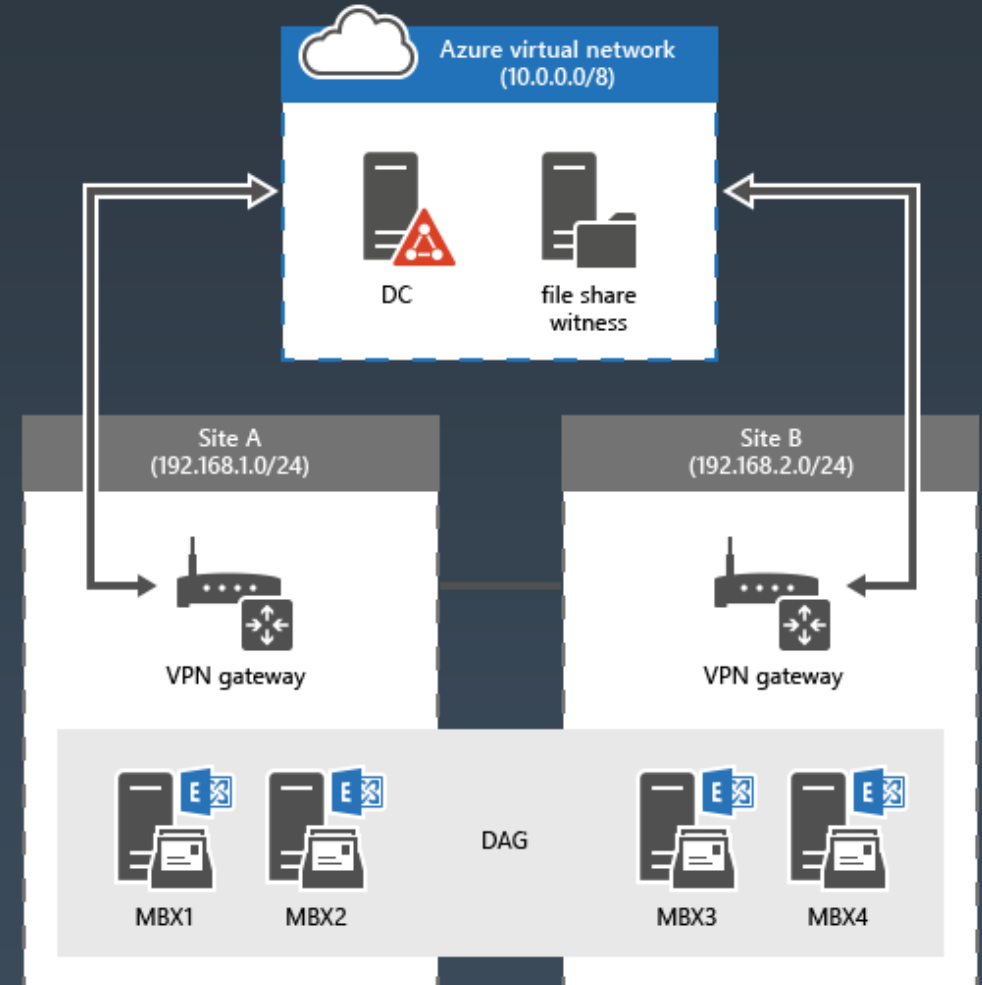 Azure virtual network
(10.0.0.0/8)
DC
file share
witness
Site A
(192.168.1.0/24)
Site B
(192.168.2.0/24)
VPN gateway
VPN gateway
E
E
DAG
E
E
MBX1
MBX2
MBX3
MBX4